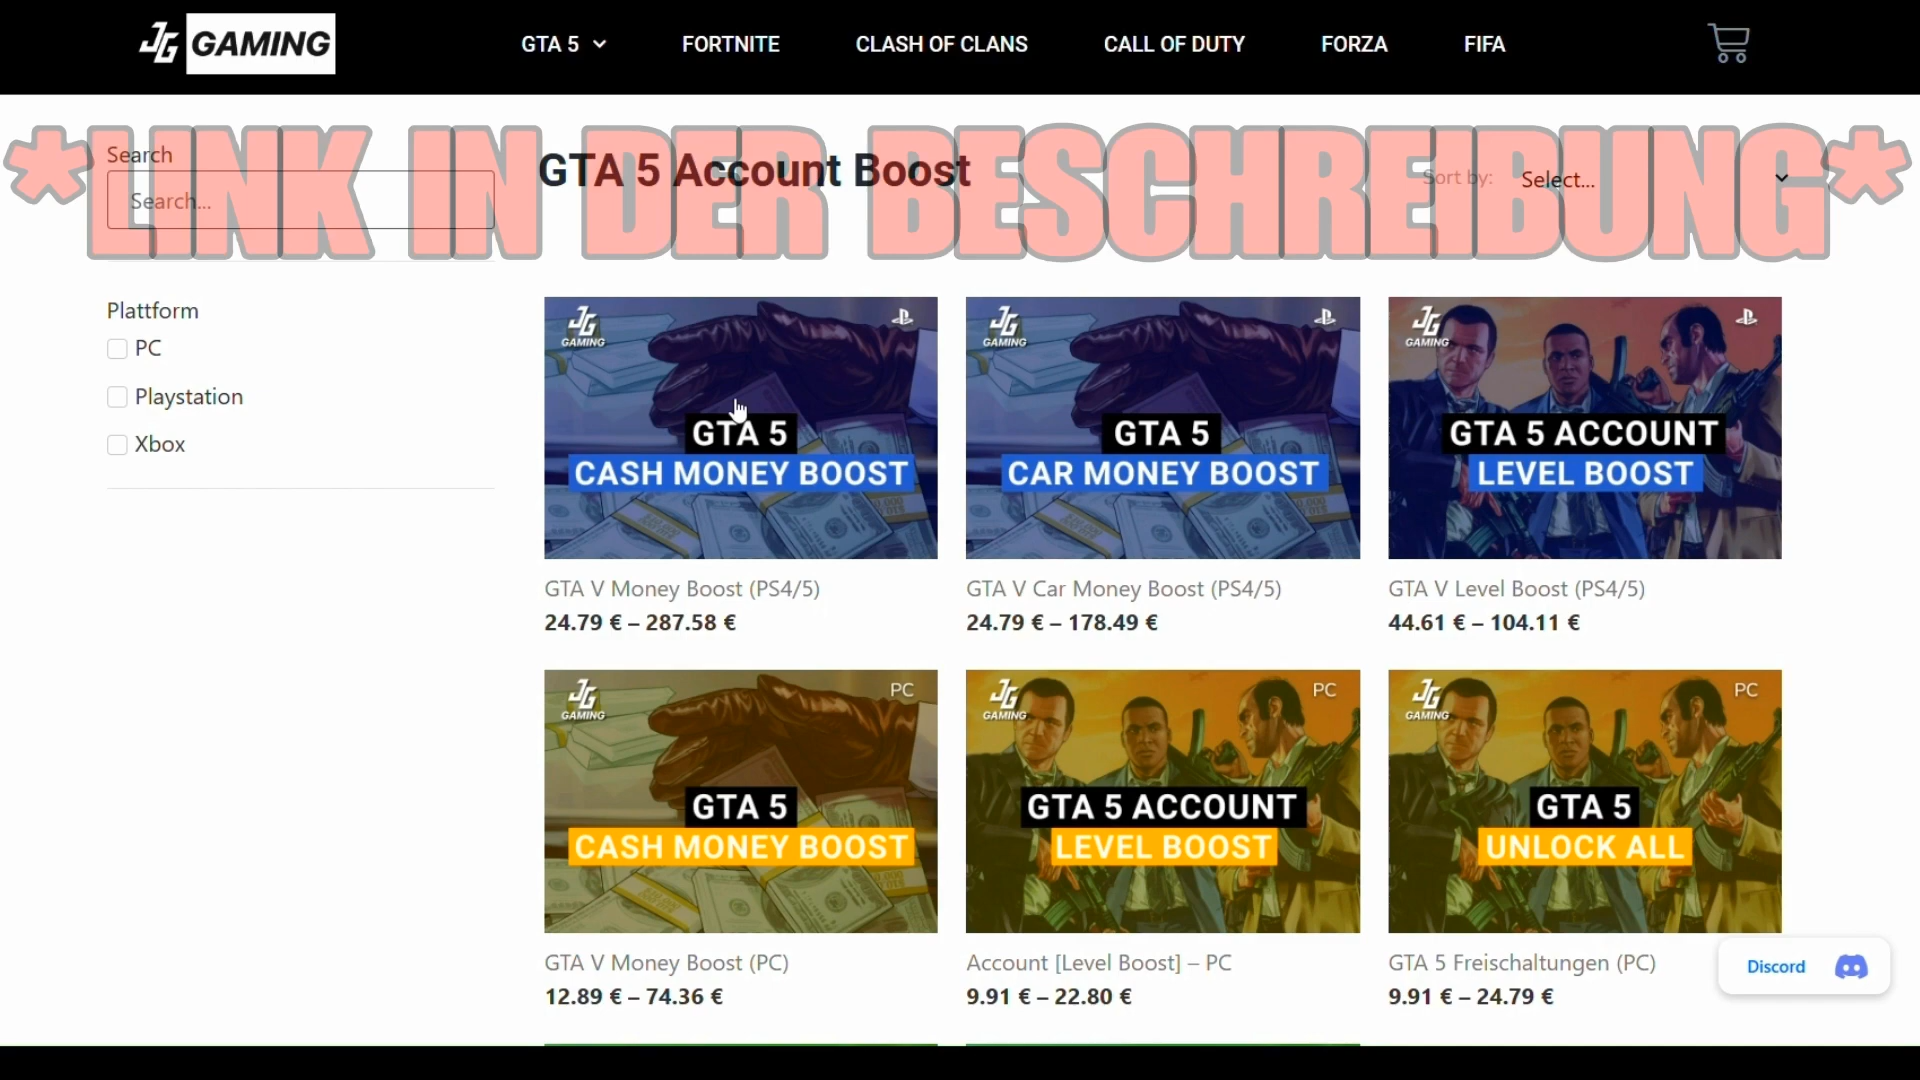 JG GAMING
GTA 5
FORTNITE
CLASH OF CLANS
CALL OF DUTY
FORZA
FIFA
*LINK IN DER BESCHREIBUNG*
Search
Search...
GTA 5 Account Boost
Sort by:
Select...
Plattform
PC
Playstation
Xbox
JG
GAMING
GTA 5
CASH MONEY BOOST
GTA V Money Boost (PS4/5)
24.79 € – 287.58 €
JG
GAMING
GTA 5
CAR MONEY BOOST
GTA V Car Money Boost (PS4/5)
24.79 € – 178.49 €
JG
GAMING
GTA 5 ACCOUNT
LEVEL BOOST
GTA V Level Boost (PS4/5)
44.61 € – 104.11 €
JG
GAMING
PC
GTA 5
CASH MONEY BOOST
GTA V Money Boost (PC)
12.89 € – 74.36 €
JG
GAMING
PC
GTA 5 ACCOUNT
LEVEL BOOST
Account [Level Boost] – PC
9.91 € – 22.80 €
JG
GAMING
PC
GTA 5
UNLOCK ALL
GTA 5 Freischaltungen (PC)
9.91 € – 24.79 €
Discord